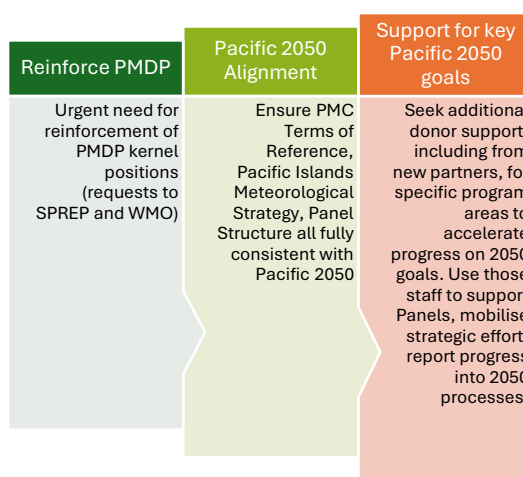 Reinforce PMDP
Urgent need for
reinforcement of
PMDP kernel
positions
(requests to
SPREP and WMO)
Pacific 2050
Alignment
Ensure PMC
Terms of
Reference,
Pacific Islands
Meteorological
Strategy, Panel
Structure all fully
consistent with
Pacific 2050
Support for key
Pacific 2050
goals
Seek additiona
donor support
including from
new partners, fo
specific program
areas to
accelerate
progress on 2050
goals. Use those
staff to suppor
Panels, mobilise
strategic effort
report progress
into 2050
processes